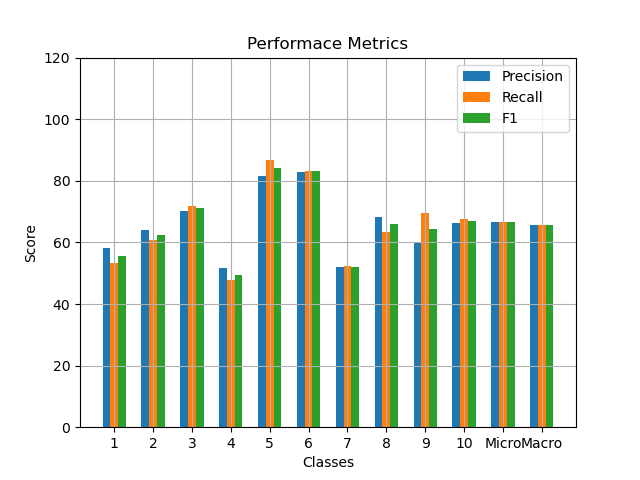 Performace Metrics
Precision
Recall
F1
120
100
80
60
40
20
0
Score
1 2 3 4 5 6 7 8 9 10 Micro Macro
Classes